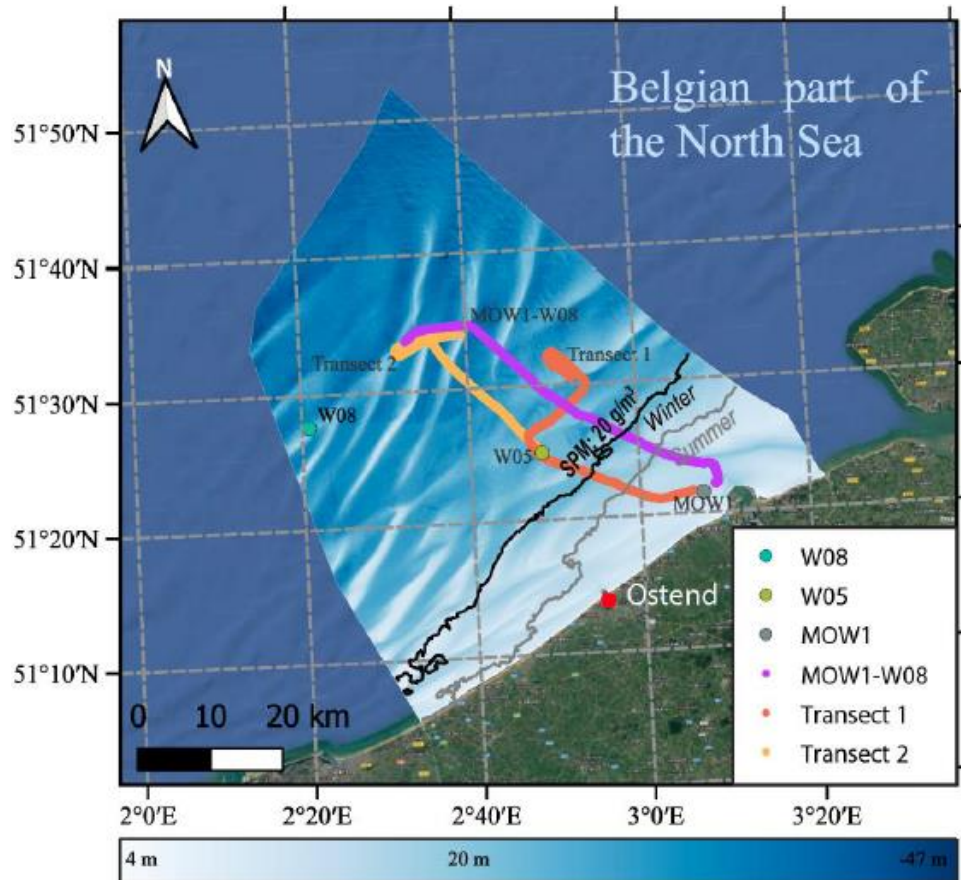 Belgian part of
the North Sea
N
51°50′N
51°40′N
51°30′N
51°20′N
51°10′N
MOW1-W08
Transect 1
Transect 2
W08
W05
SPM: 20 g/m³
Winter
Summer
MOW1
Ostend
W08
W05
MOW1
MOW1-W08
Transect 1
Transect 2
0 10 20 km
2°0′E 2°20′E 2°40′E 3°0′E 3°20′E
4 m 20 m -47 m